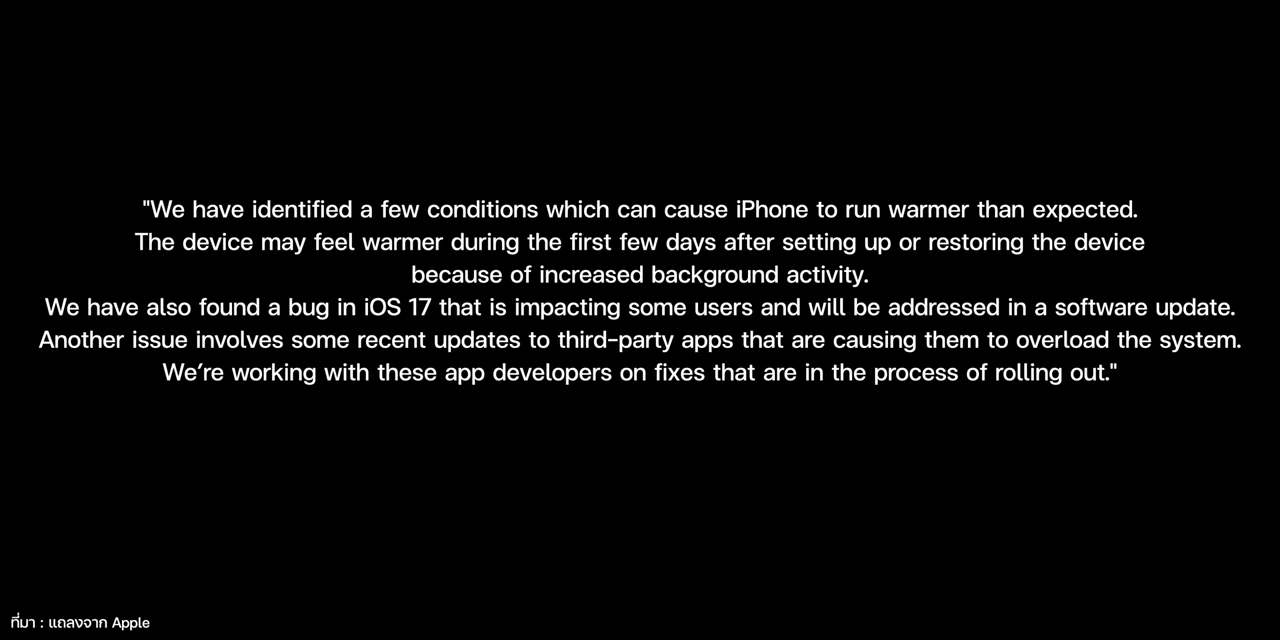 "We have identified a few conditions which can cause iPhone to run warmer than expected.
The device may feel warmer during the first few days after setting up or restoring the device
because of increased background activity.
We have also found a bug in iOS 17 that is impacting some users and will be addressed in a software update.
Another issue involves some recent updates to third-party apps that are causing them to overload the system.
We’re working with these app developers on fixes that are in the process of rolling out."
ที่มา : แถลงจาก Apple